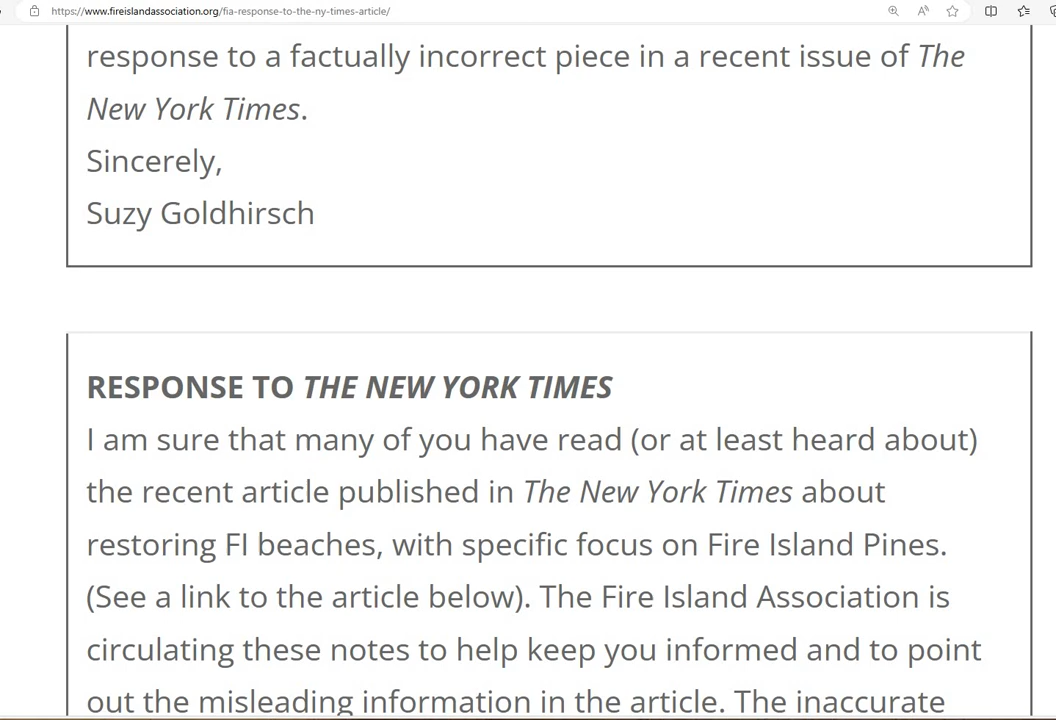 https://www.fireislandassociation.org/fia-response-to-the-ny-times-article/
response to a factually incorrect piece in a recent issue of The
New York Times.
Sincerely,
Suzy Goldhirsch
RESPONSE TO THE NEW YORK TIMES
I am sure that many of you have read (or at least heard about)
the recent article published in The New York Times about
restoring FI beaches, with specific focus on Fire Island Pines.
(See a link to the article below). The Fire Island Association is
circulating these notes to help keep you informed and to point
out the misleading information in the article. The inaccurate